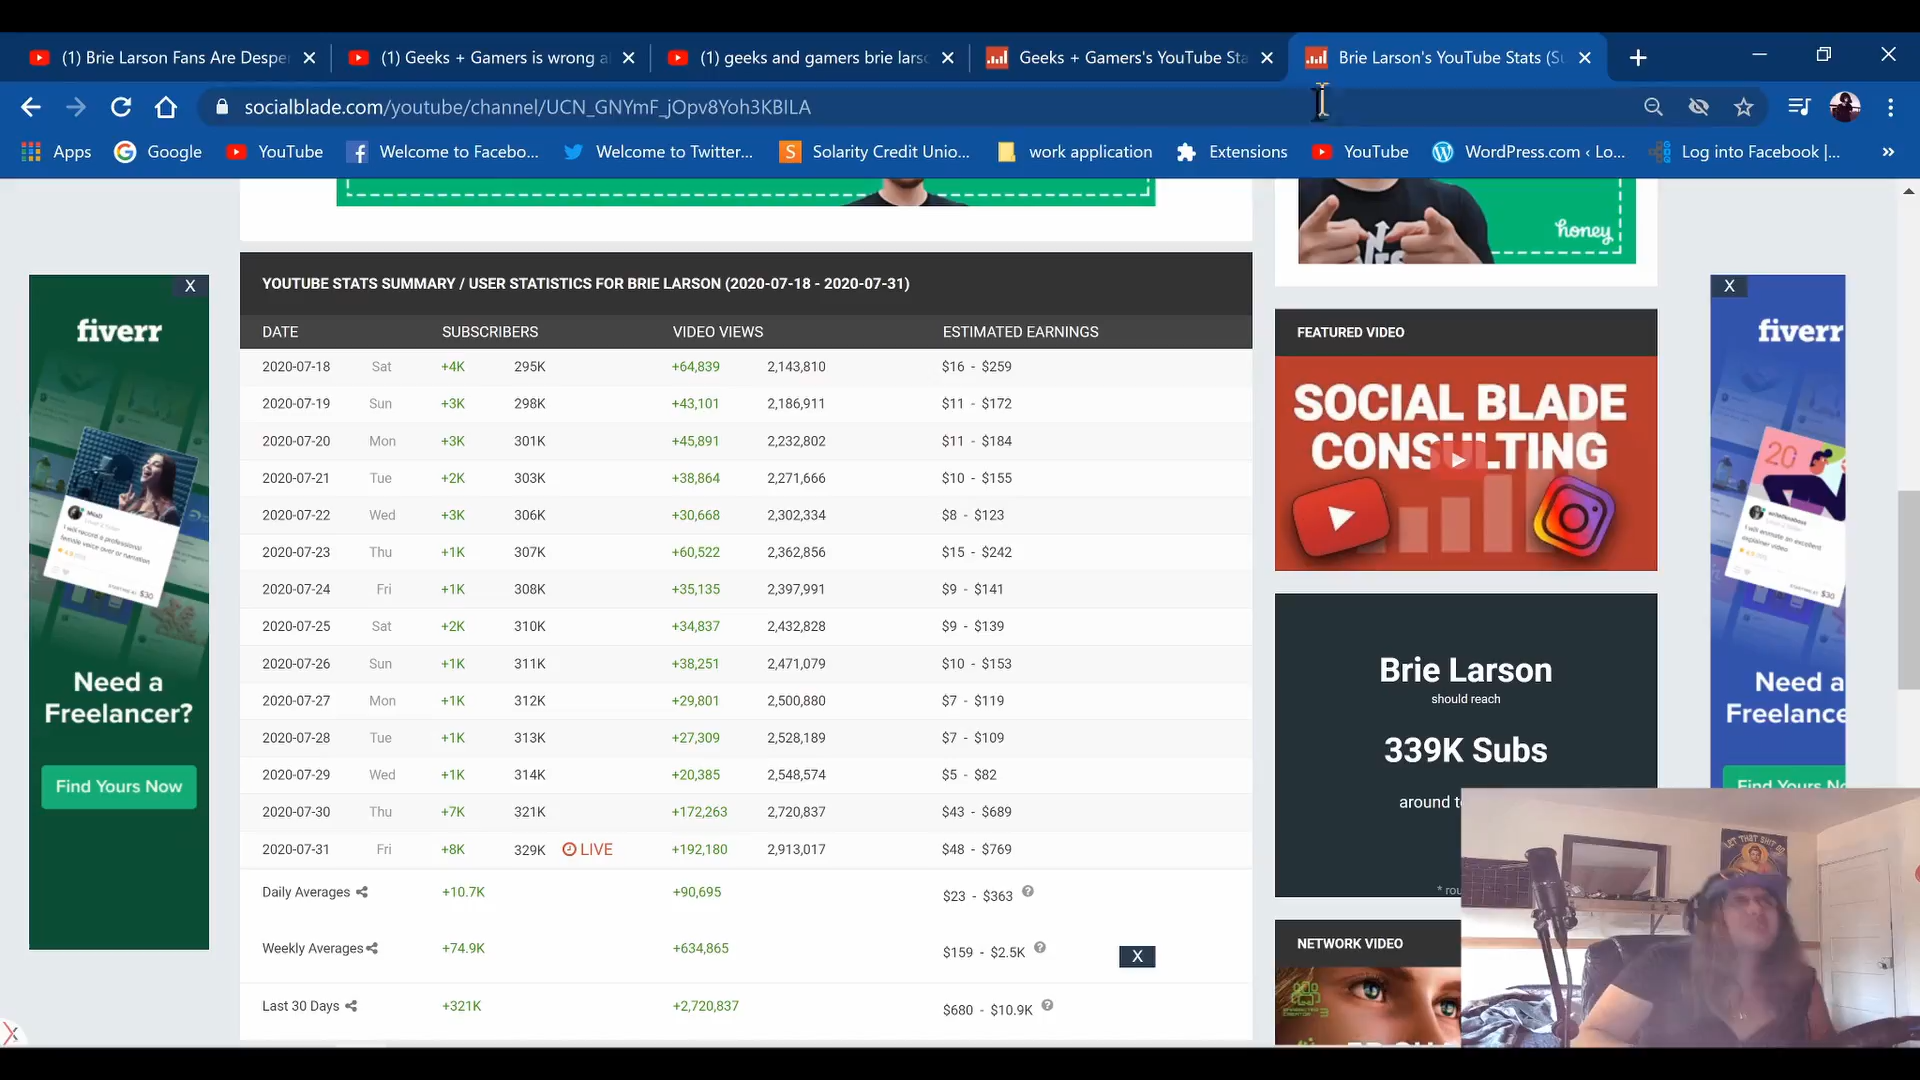 (1) Brie Larson Fans Are Despe
(1) Geeks + Gamers is wrong a
(1) geeks and gamers brie lars
Geeks + Gamers's YouTube Sta
Brie Larson's YouTube Stats (S
socialblade.com/youtube/channel/UCN_GNYmF_jOpv8Yoh3KBILA
Apps
Google
YouTube
Welcome to Facebo...
Welcome to Twitter...
Solarity Credit Unio...
work application
Extensions
YouTube
WordPress.com ‹ Lo...
Log into Facebook |...
»
honey
X
fiverr
Need a
Freelancer?
Find Yours Now
YOUTUBE STATS SUMMARY / USER STATISTICS FOR BRIE LARSON (2020-07-18 - 2020-07-31)
DATE SUBSCRIBERS VIDEO VIEWS ESTIMATED EARNINGS
2020-07-18 Sat +4K 295K +64,839 2,143,810 $16 - $259
2020-07-19 Sun +3K 298K +43,101 2,186,911 $11 - $172
2020-07-20 Mon +3K 301K +45,891 2,232,802 $11 - $184
2020-07-21 Tue +2K 303K +38,864 2,271,666 $10 - $155
2020-07-22 Wed +3K 306K +30,668 2,302,334 $8 - $123
2020-07-23 Thu +1K 307K +60,522 2,362,856 $15 - $242
2020-07-24 Fri +1K 308K +35,135 2,397,991 $9 - $141
2020-07-25 Sat +2K 310K +34,837 2,432,828 $9 - $139
2020-07-26 Sun +1K 311K +38,251 2,471,079 $10 - $153
2020-07-27 Mon +1K 312K +29,801 2,500,880 $7 - $119
2020-07-28 Tue +1K 313K +27,309 2,528,189 $7 - $109
2020-07-29 Wed +1K 314K +20,385 2,548,574 $5 - $82
2020-07-30 Thu +7K 321K +172,263 2,720,837 $43 - $689
2020-07-31 Fri +8K 329K LIVE +192,180 2,913,017 $48 - $769
Daily Averages +10.7K +90,695 $23 - $363
Weekly Averages +74.9K +634,865 $159 - $2.5K
X
Last 30 Days +321K +2,720,837 $680 - $10.9K
FEATURED VIDEO
SOCIAL BLADE
CONSULTING
Brie Larson
should reach
339K Subs
around t
* rou
NETWORK VIDEO
X
fiverr
20
Need a
Freelance
Find Yours No
LET THAT SHIT GO